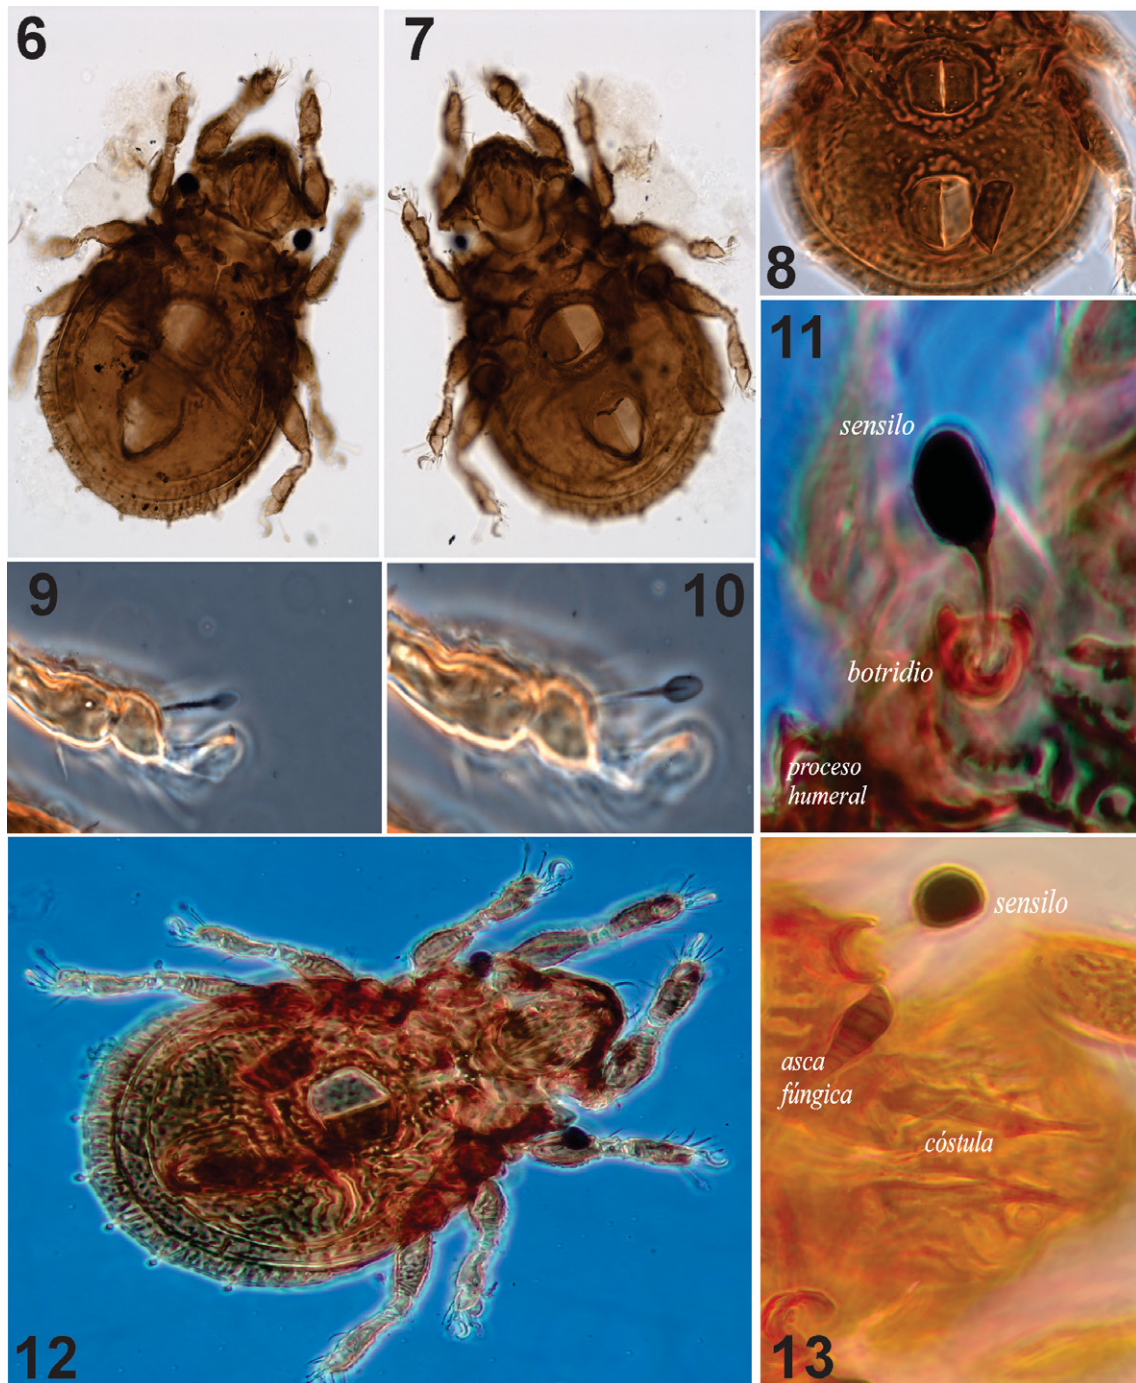 6
7
8
9
10
11
sensilo
botridio
proceso
humeral
12
13
sensilo
asca
fúngica
cóstula